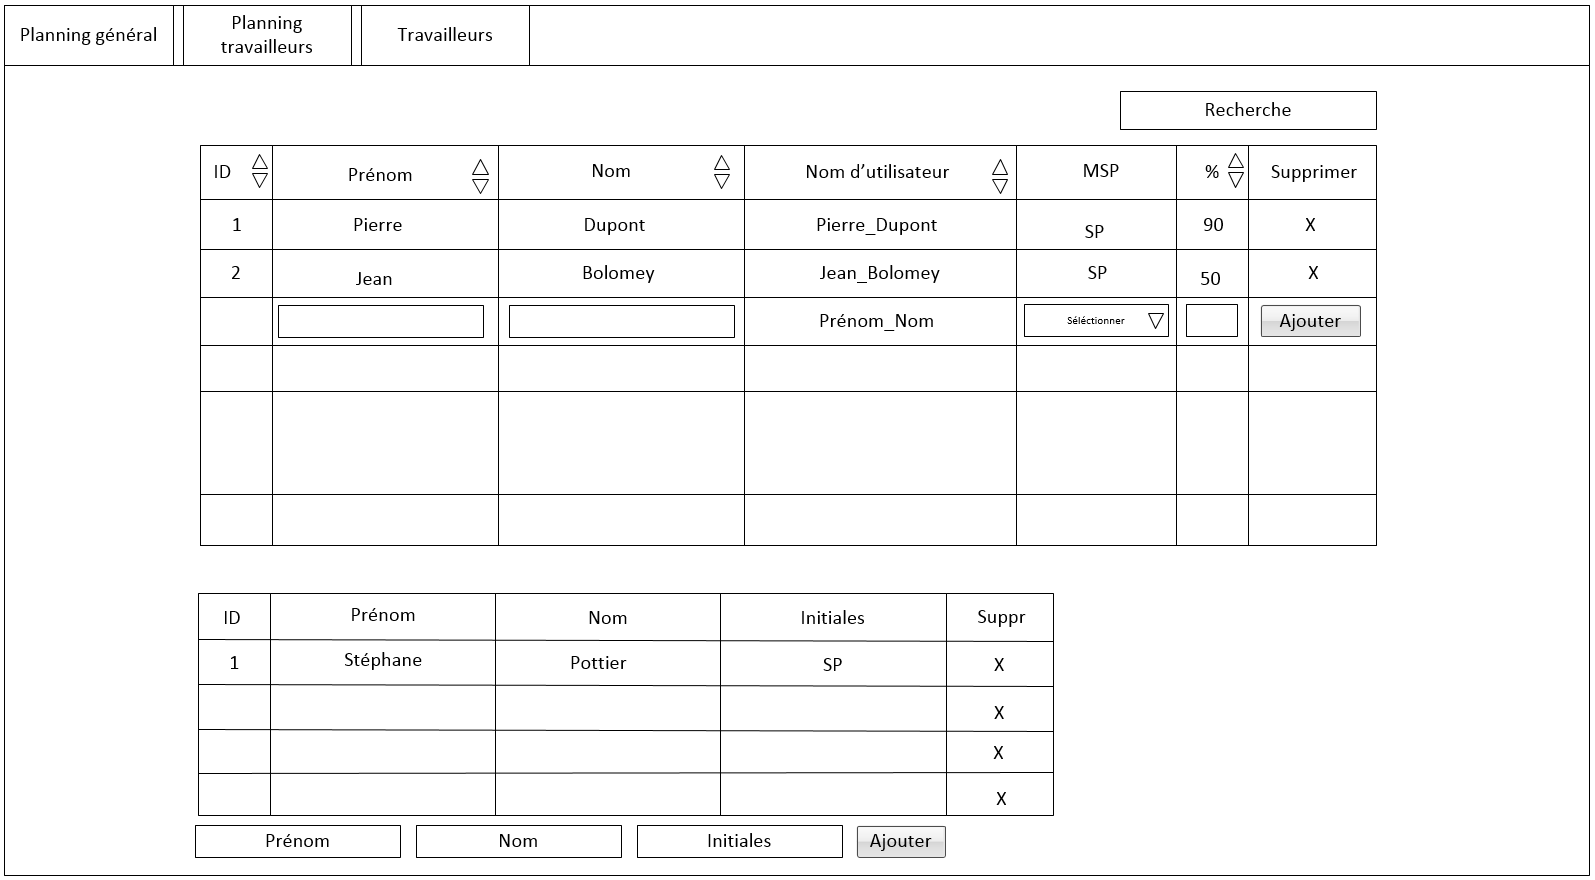 Planning général
Planning
travailleurs
Travailleurs
Recherche
ID Prénom Nom Nom d’utilisateur MSP % Supprimer
1 Pierre Dupont Pierre_Dupont SP 90 X
2 Jean Bolomey Jean_Bolomey SP 50 X
Prénom_Nom Séléctionner Ajouter
ID Prénom Nom Initiales Suppr
1 Stéphane Pottier SP X
X
X
X
Prénom Nom Initiales Ajouter